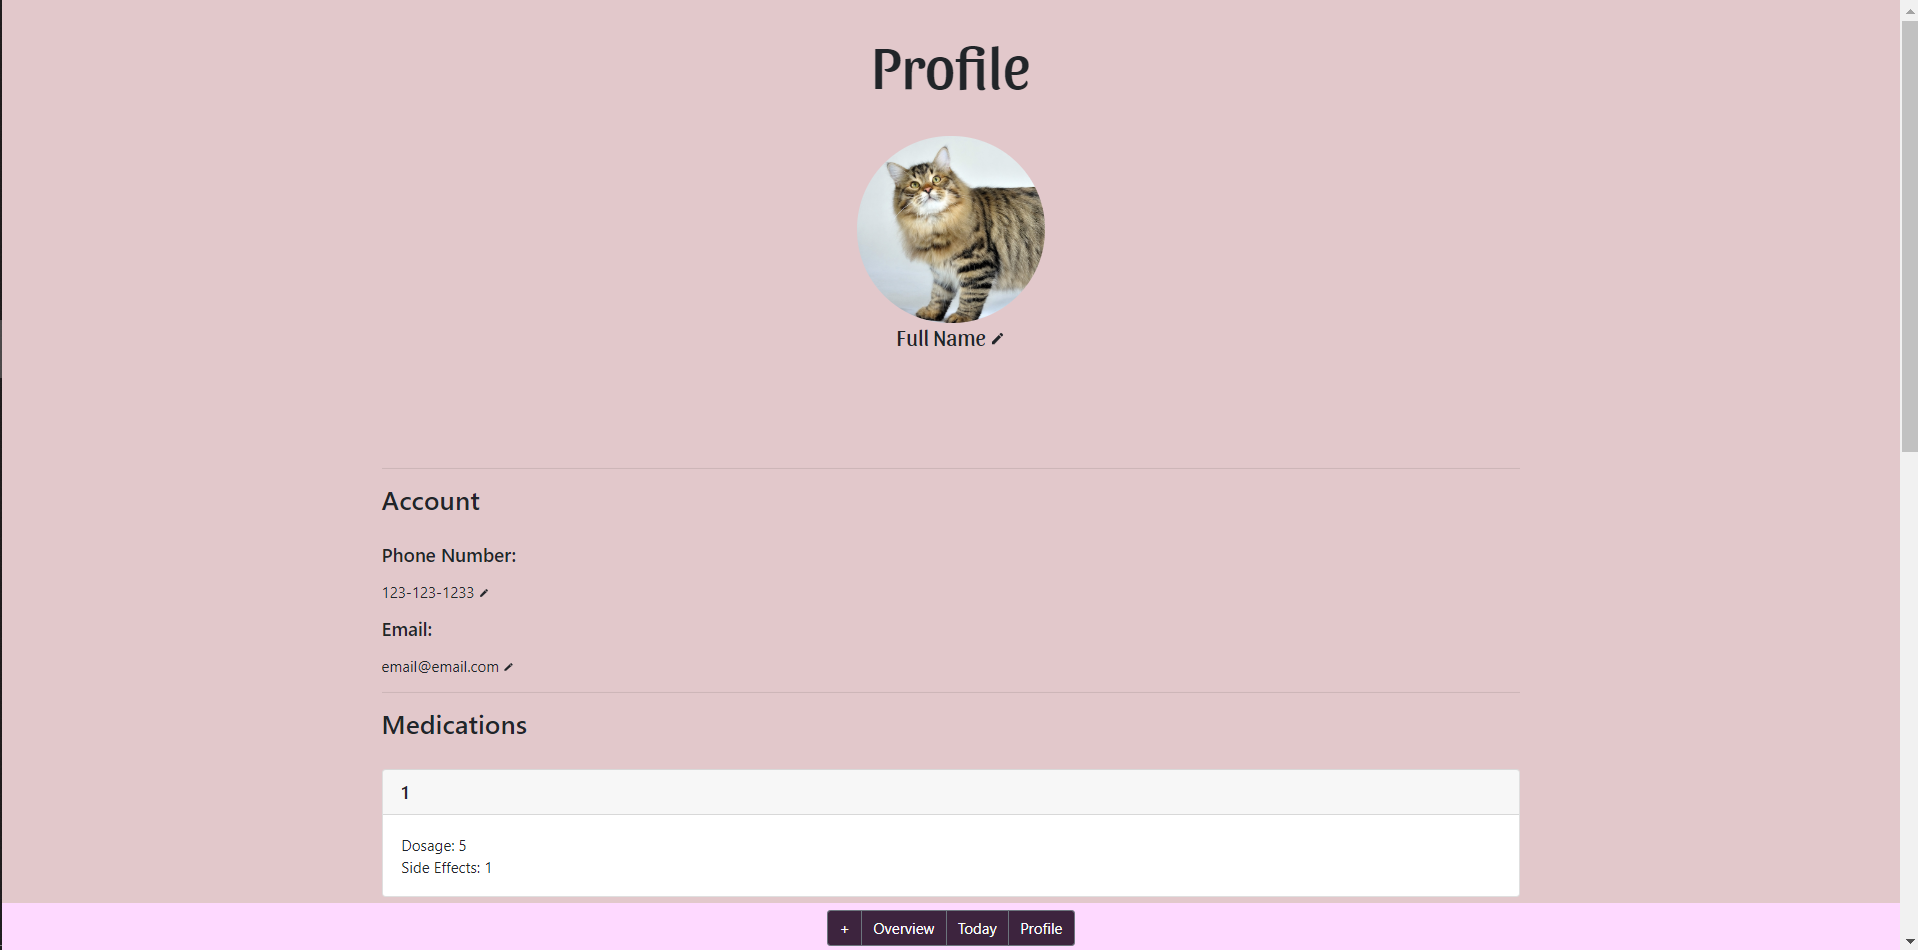 Profile
Full Name
Account
Phone Number:
123-123-1233
Email:
email@email.com
Medications
1
Dosage: 5
Side Effects: 1
+ Overview Today Profile